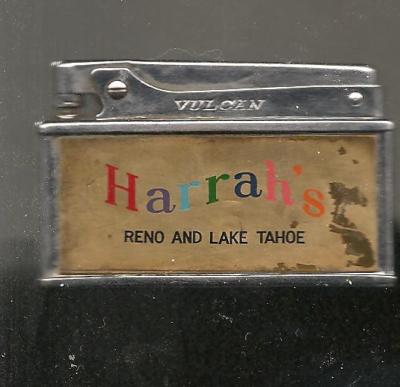 VULCAN
Harrah's
RENO AND LAKE TAHOE